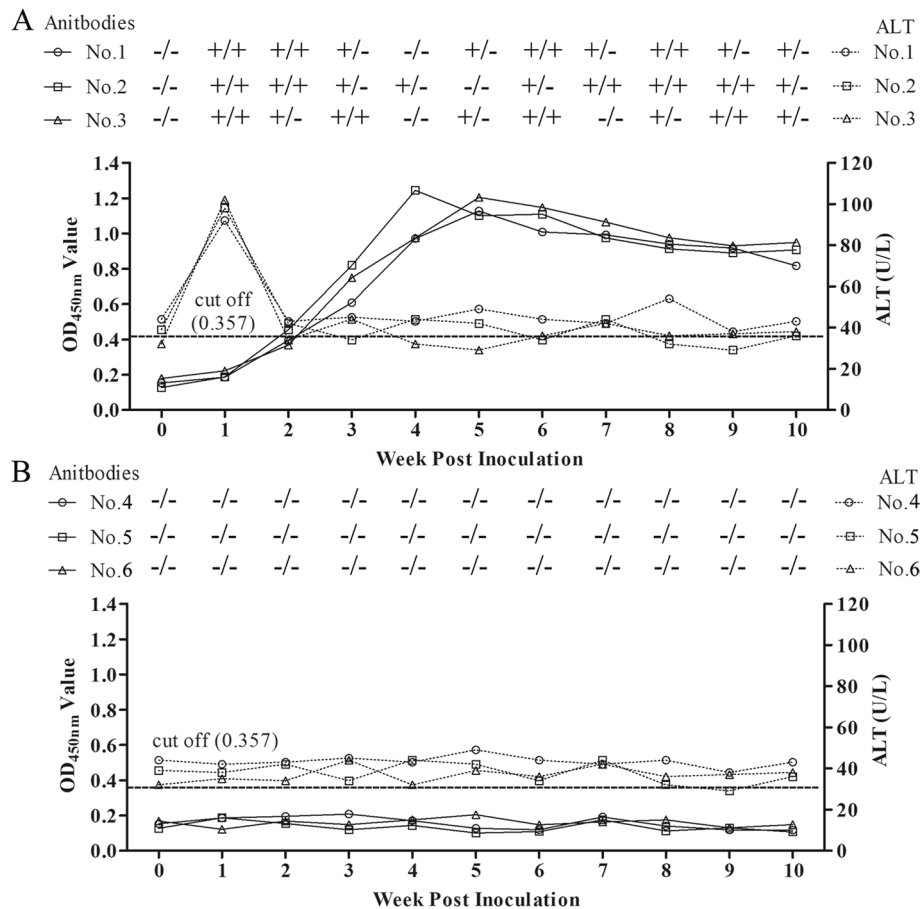 A Anitbodies ALT
No.1 -/- +/+ +/+ +/- -/- +/- +/+ +/- +/+ +/- +/- No.1
No.2 -/- +/+ +/+ +/- +/- -/- +/- +/+ +/+ +/+ +/- No.2
No.3 -/- +/+ +/- +/+ -/- +/- +/+ -/- +/- +/+ +/- No.3
1.4 120
1.2 100
1.0 80
0.8 60
0.6 40
0.4 20
0.2 0
0.0
OD450nm Value
ALT (U/L)
cut off
(0.357)
0 1 2 3 4 5 6 7 8 9 10
Week Post Inoculation
B Anitbodies ALT
No.4 -/- -/- -/- -/- -/- -/- -/- -/- -/- -/- -/- No.4
No.5 -/- -/- -/- -/- -/- -/- -/- -/- -/- -/- -/- No.5
No.6 -/- -/- -/- -/- -/- -/- -/- -/- -/- -/- -/- No.6
1.4 120
1.2 100
1.0 80
0.8 60
0.6 40
0.4 20
0.2 0
0.0
OD450nm Value
ALT (U/L)
cut off (0.357)
0 1 2 3 4 5 6 7 8 9 10
Week Post Inoculation